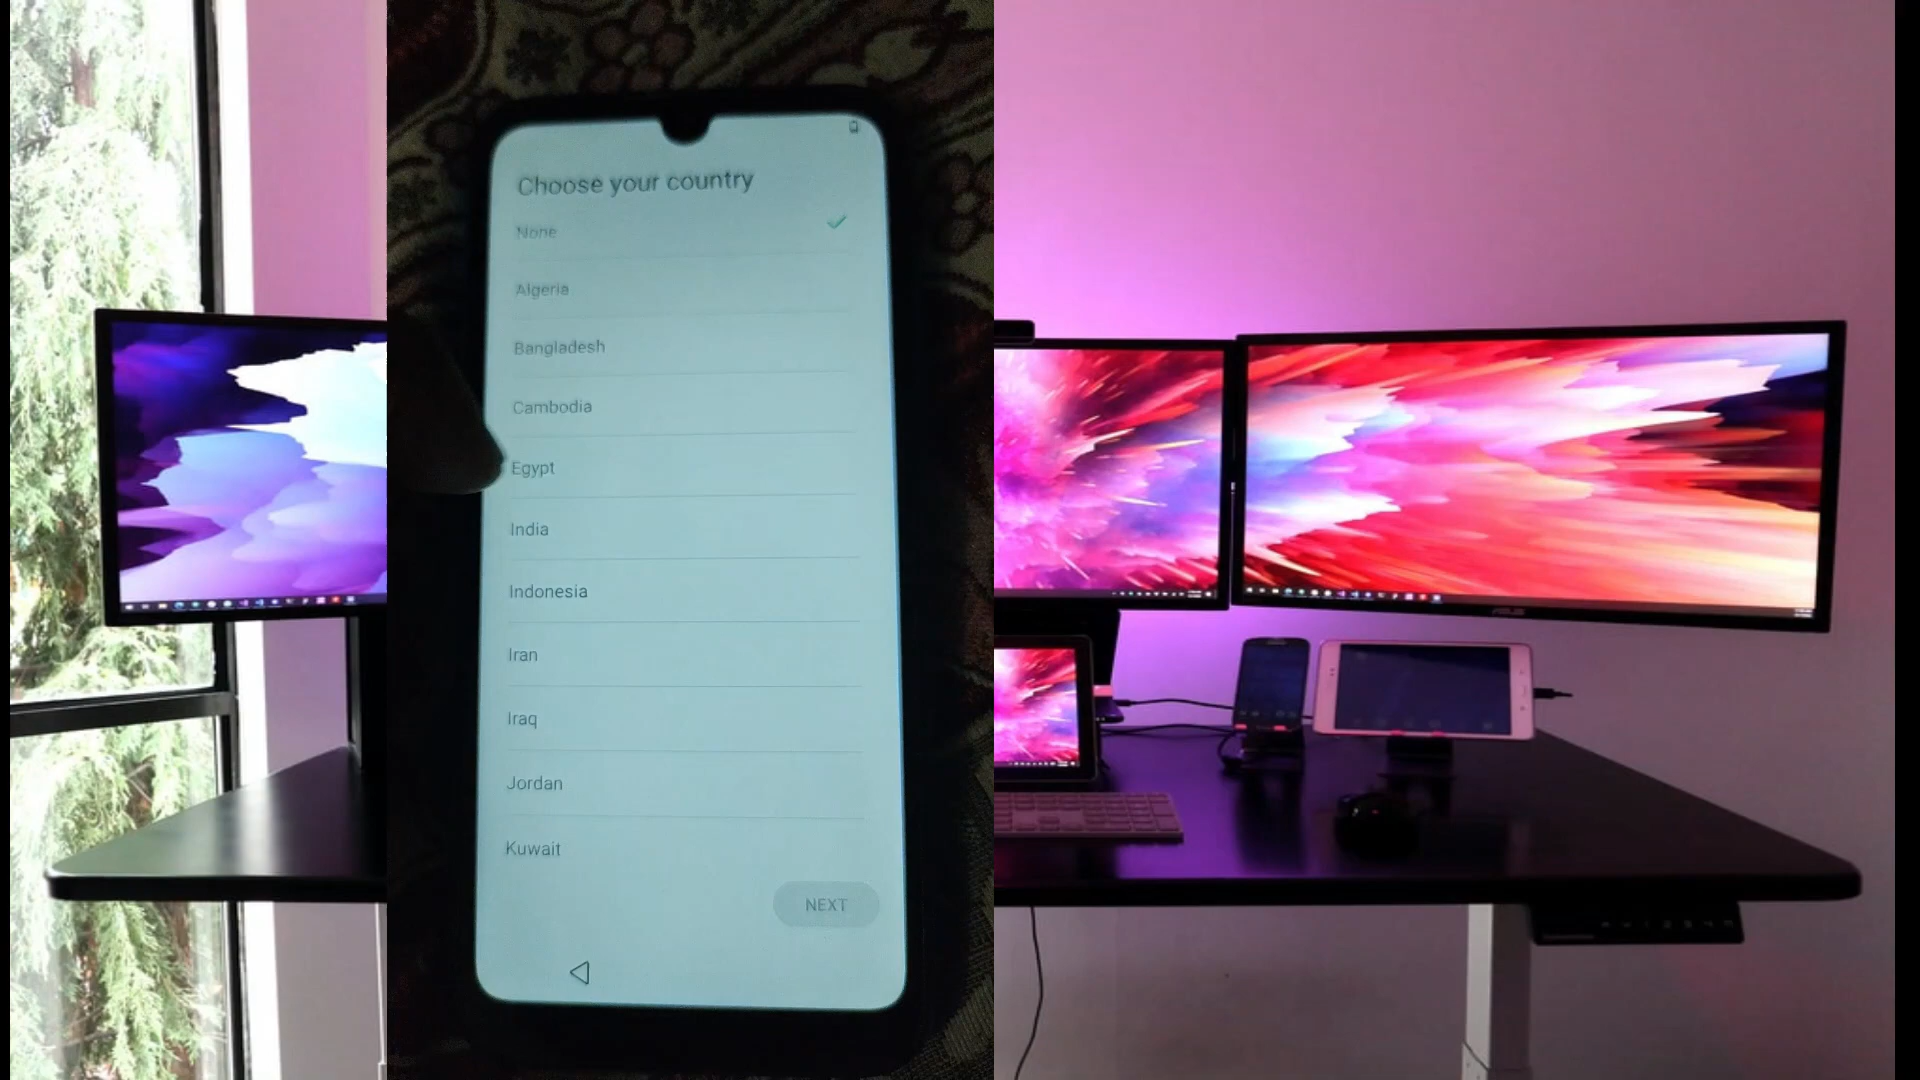 Choose your country
None
Algeria
Bangladesh
Cambodia
Egypt
India
Indonesia
Iran
Iraq
Jordan
Kuwait
NEXT